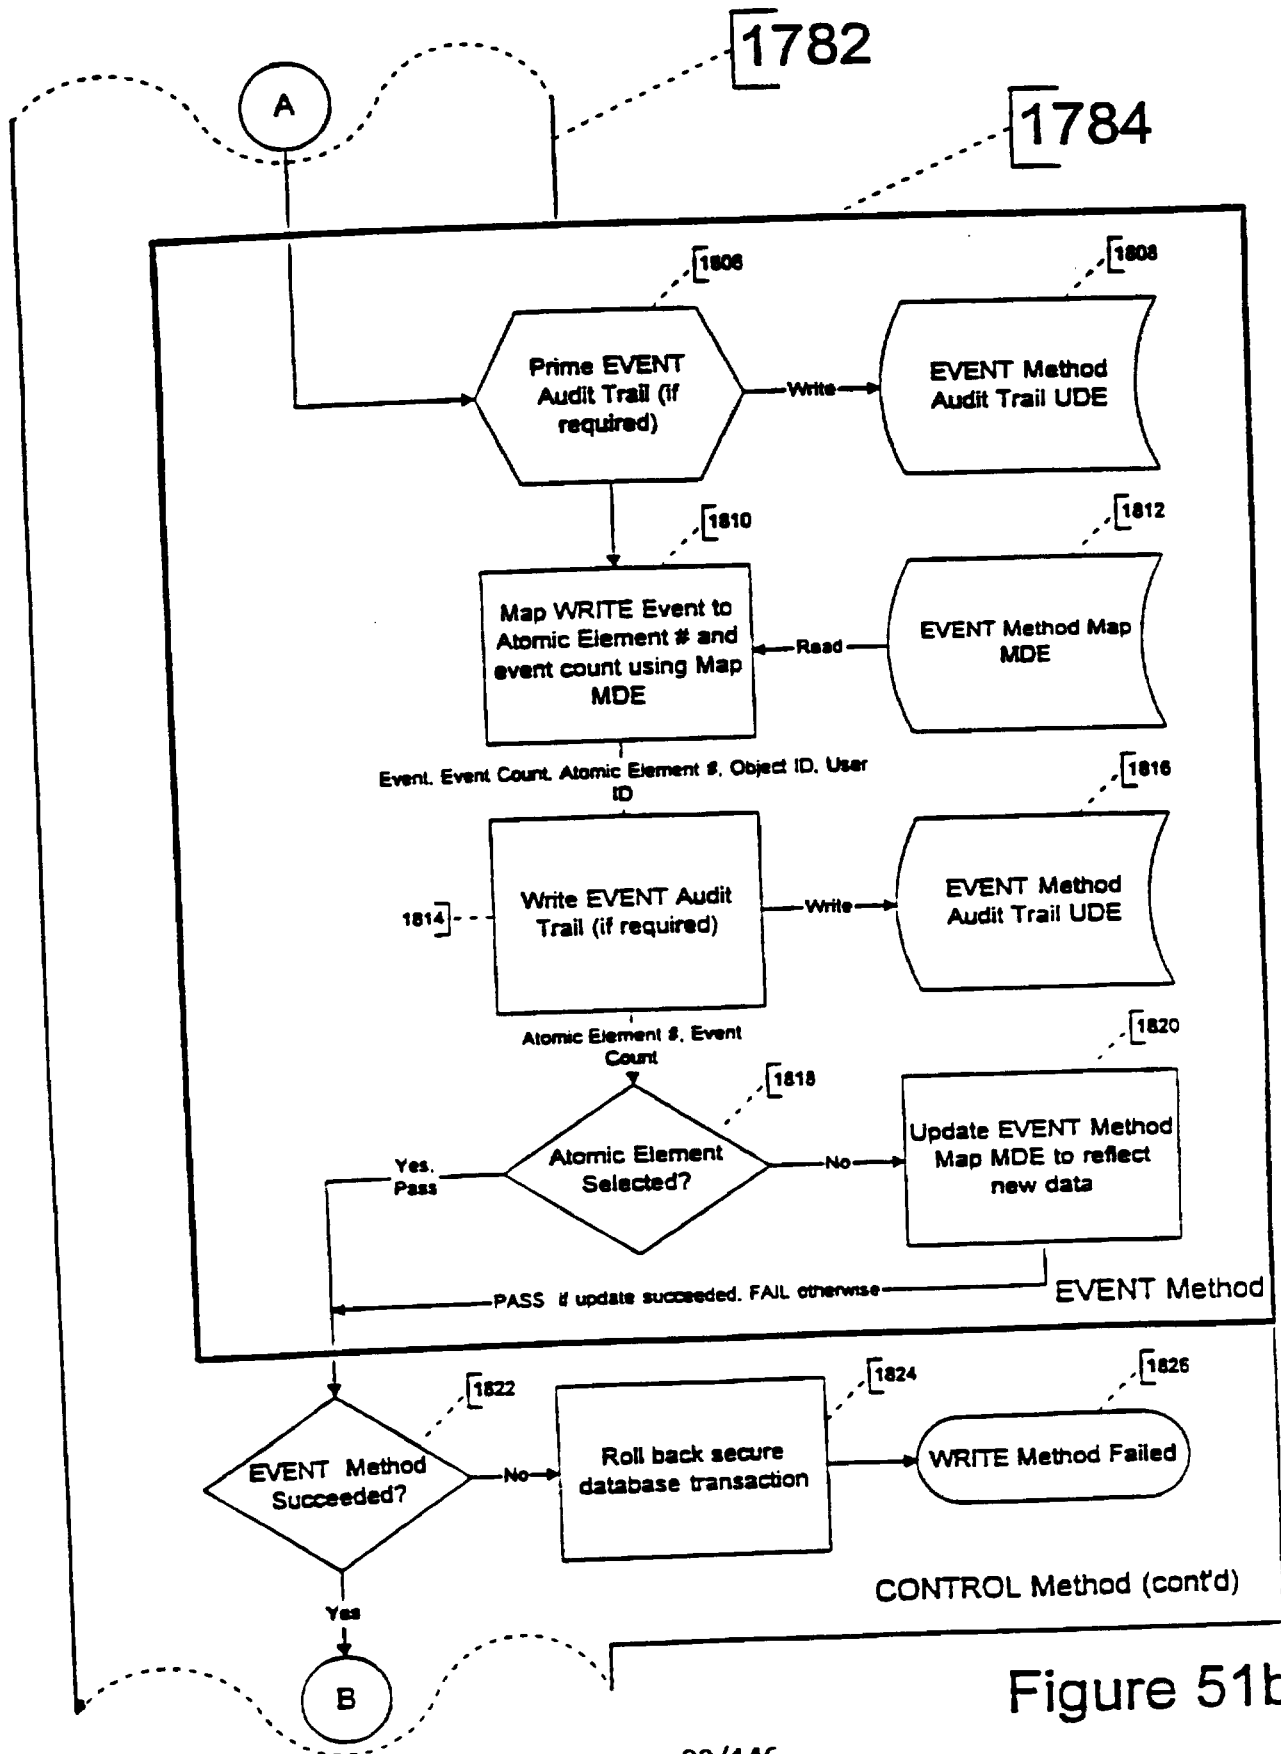 1782
1784
A
1806
1808
Prime EVENT
Audit Trail (if
required)
Write
EVENT Method
Audit Trail UDE
1810
1812
Map WRITE Event to
Atomic Element # and
event count using Map
MDE
Read
EVENT Method Map
MDE
Event, Event Count, Atomic Element #, Object ID, User
ID
1816
1814
Write EVENT Audit
Trail (if required)
Write
EVENT Method
Audit Trail UDE
Atomic Element #, Event
Count
1818
1820
Yes,
Pass
Atomic Element
Selected?
No
Update EVENT Method
Map MDE to reflect
new data
PASS if update succeeded, FAIL otherwise
EVENT Method
1822
1824
1826
EVENT Method
Succeeded?
No
Roll back secure
database transaction
WRITE Method Failed
CONTROL Method (cont'd)
Yes
B
Figure 51b